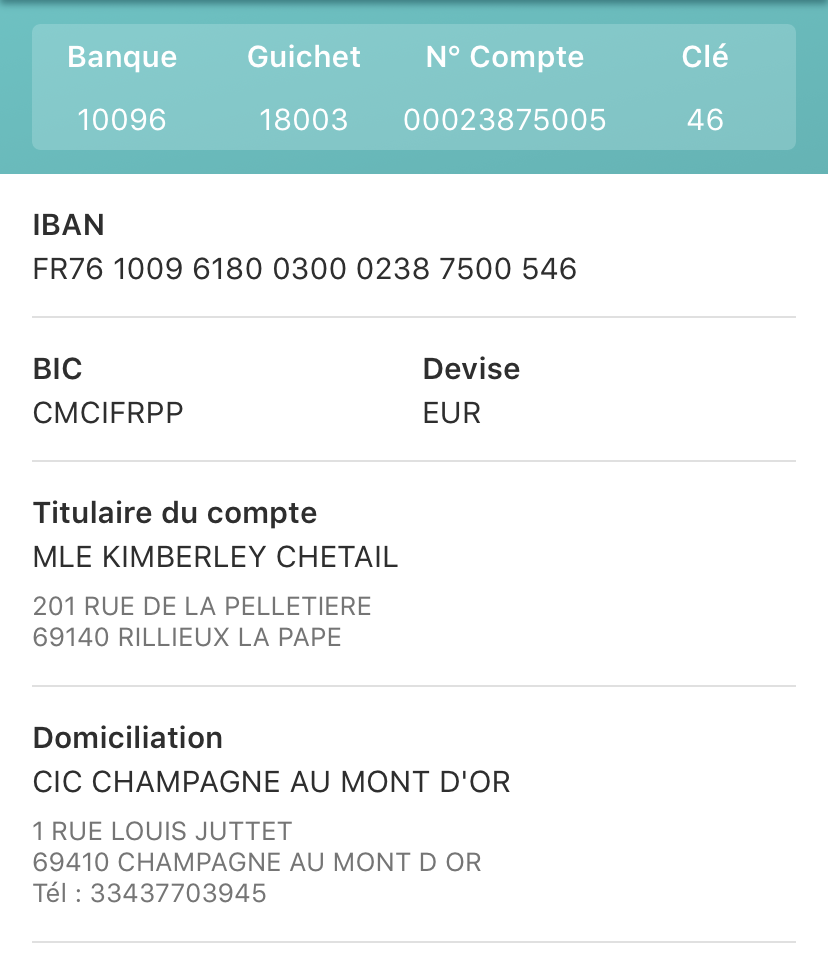 Banque Guichet N° Compte Clé
10096 18003 00023875005 46
IBAN
FR76 1009 6180 0300 0238 7500 546
BIC Devise
CMCIFRPP EUR
Titulaire du compte
MLE KIMBERLEY CHETAIL
201 RUE DE LA PELLETIERE
69140 RILLIEUX LA PAPE
Domiciliation
CIC CHAMPAGNE AU MONT D'OR
1 RUE LOUIS JUTTET
69410 CHAMPAGNE AU MONT D OR
Tél : 33437703945